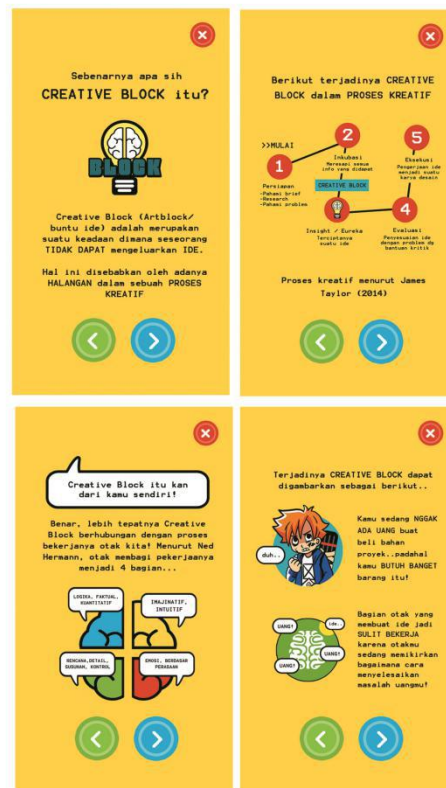 Sebenarnya apa sih
CREATIVE BLOCK itu?
BLOCK
Creative Block (Artblock/
buntu ide) adalah merupakan
suatu keadaan dimana seseorang
TIDAK DAPAT mengeluarkan IDE.
Hal ini disebabkan oleh adanya
HALANGAN dalam sebuah PROSES
KREATIF
Berikut terjadinya CREATIVE
BLOCK dalam PROSES KREATIF
>>MULAI
1
Persiapan
-Pahami brief
-Research
-Pahami problem
2
Inkubasi
Meresapi semua
info yang didapat
CREATIVE BLOCK
Insight / Eureka
Terciptanya
suatu ide
4
Evaluasi
Penyesuaian ide
dengan problem dg
bantuan kritik
5
Eksekusi
Pengerjaan ide
menjadi suatu
karya desain
Proses kreatif menurut James
Taylor (2014)
Creative Block itu kan
dari kamu sendiri!
Benar, lebih tepatnya Creative
Block berhubungan dengan proses
bekerjanya otak kita! Menurut Ned
Hermann, otak membagi pekerjaanya
menjadi 4 bagian...
LOGIKA, FAKTUAL,
KUANTITATIF
IMAJINATIF,
INTUITIF
RENCANA,DETAIL,
SUSUNAN, KONTROL
EMOSI, BERDASAR
PERASAAN
Terjadinya CREATIVE BLOCK dapat
digambarkan sebagai berikut..
duh..
Kamu sedang NGGAK
ADA UANG buat
beli bahan
proyek..padahal
kamu BUTUH BANGET
barang itu!
UANG!
ide..
UANG!
UANG!
Bagian otak yang
membuat ide jadi
SULIT BEKERJA
karena otakmu
sedang memikirkan
bagaimana cara
menyelesaikan
masalah uangmu!